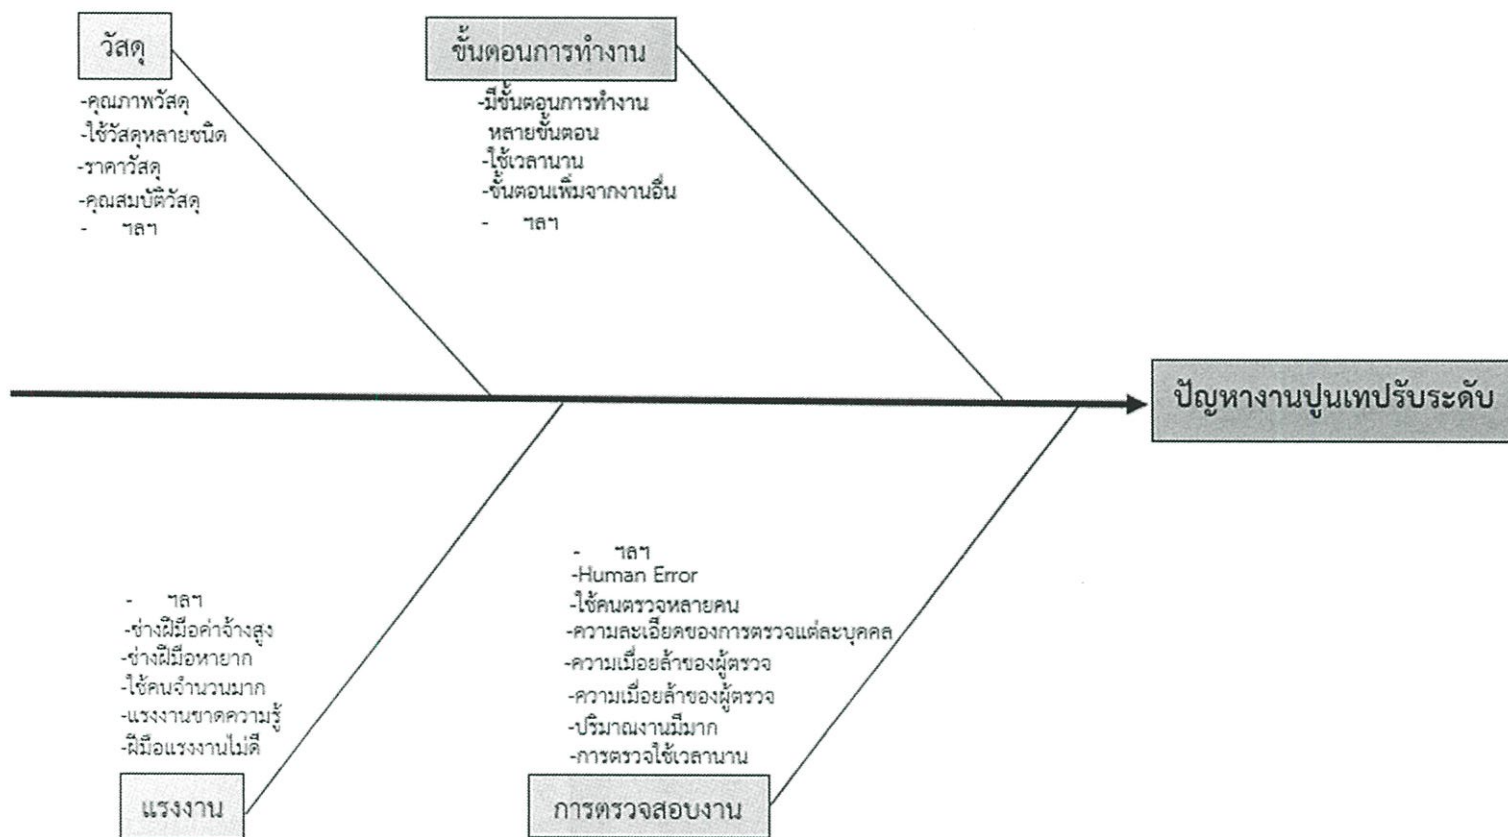 วัสดุ
-คุณภาพวัสดุ
-ใช้วัสดุหลายชนิด
-ราคาวัสดุ
-คุณสมบัติวัสดุ
- ฯลฯ
ขั้นตอนการทำงาน
-มีขั้นตอนการทำงาน
หลายขั้นตอน
-ใช้เวลานาน
-ขั้นตอนเพิ่มจากงานอื่น
- ฯลฯ
ปัญหางานปูนเทปรับระดับ
- ฯลฯ
-ช่างฝีมือค่าจ้างสูง
-ช่างฝีมือหายาก
-ใช้คนจำนวนมาก
-แรงงานขาดความรู้
-ฝีมือแรงงานไม่ดี
แรงงาน
- ฯลฯ
-Human Error
-ใช้คนตรวจหลายคน
-ความละเอียดของการตรวจแต่ละบุคคล
-ความเมื่อยล้าของผู้ตรวจ
-ความเมื่อยล้าของผู้ตรวจ
-ปริมาณงานมีมาก
-การตรวจใช้เวลานาน
การตรวจสอบงาน